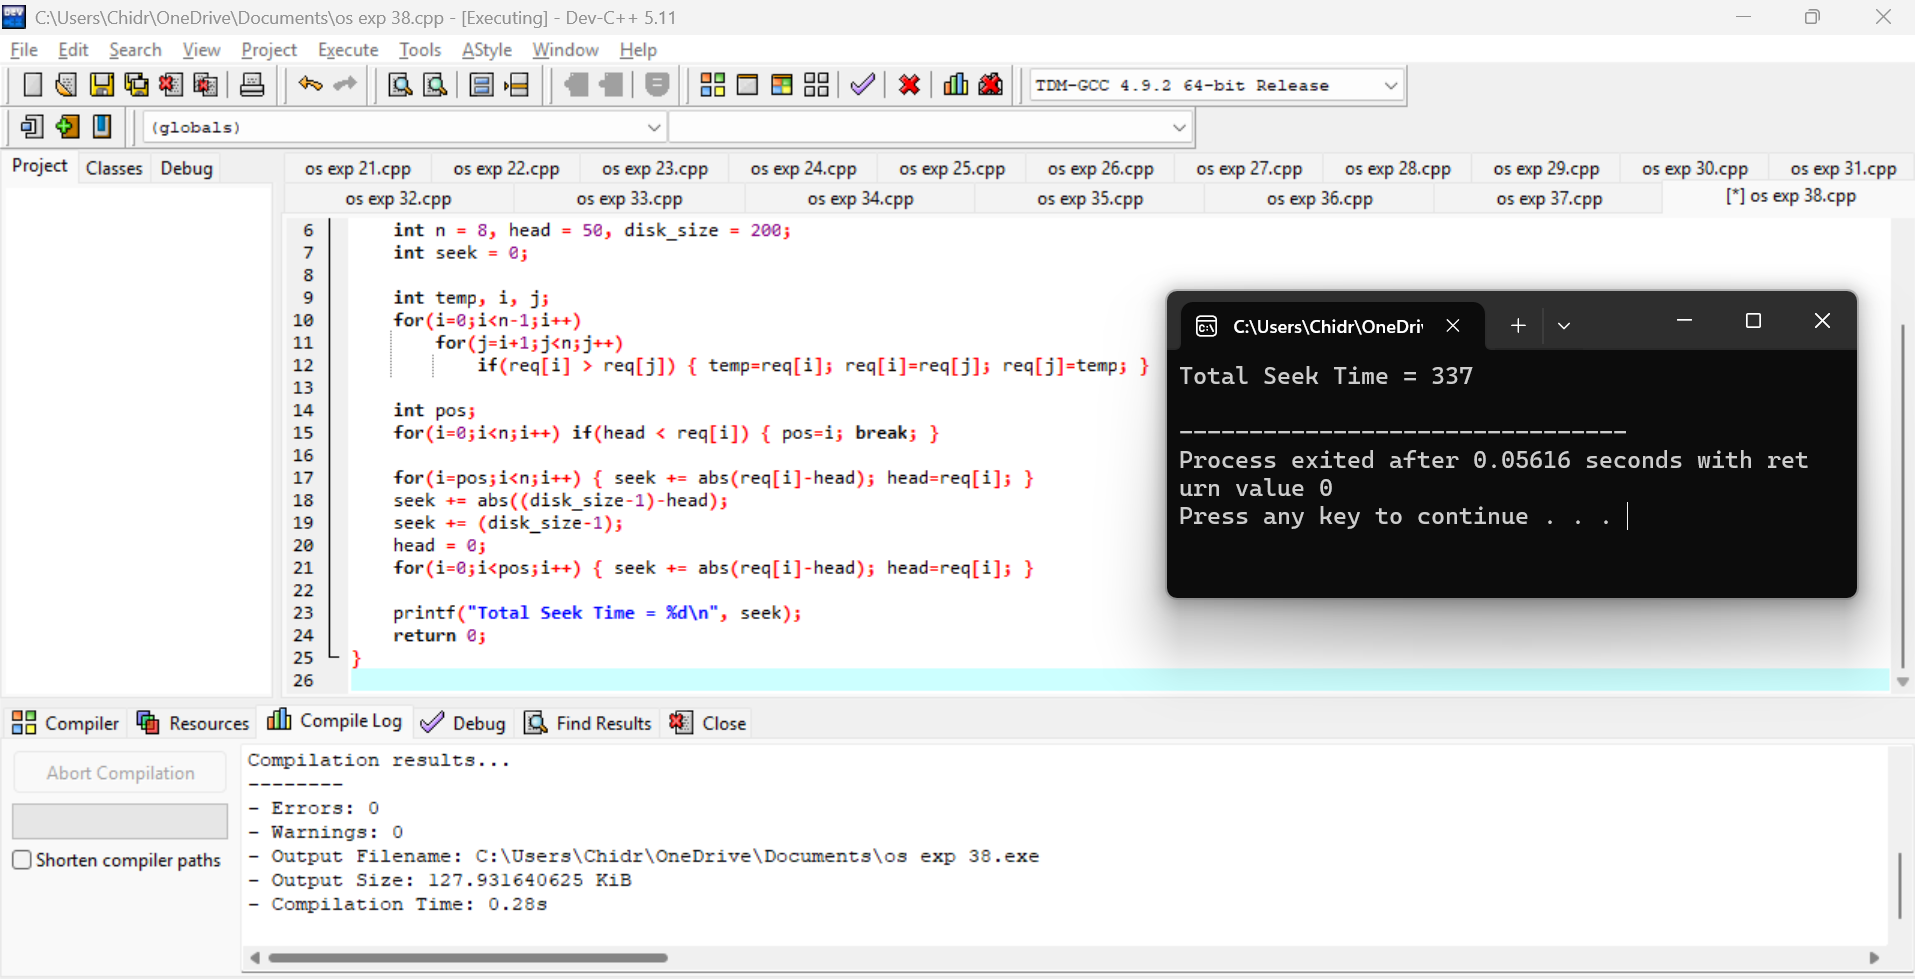 C:\Users\Chidr\OneDrive\Documents\os exp 38.cpp - [Executing] - Dev-C++ 5.11
File Edit Search View Project Execute Tools AStyle Window Help
TDM-GCC 4.9.2 64-bit Release
(globals)
Project Classes Debug
os exp 21.cpp os exp 22.cpp os exp 23.cpp os exp 24.cpp os exp 25.cpp os exp 26.cpp os exp 27.cpp os exp 28.cpp os exp 29.cpp os exp 30.cpp os exp 31.cpp
os exp 32.cpp os exp 33.cpp os exp 34.cpp os exp 35.cpp os exp 36.cpp os exp 37.cpp [*] os exp 38.cpp
6 int n = 8, head = 50, disk_size = 200;
7 int seek = 0;
8
9 int temp, i, j;
10 for(i=0;i<n-1;i++)
11 for(j=i+1;j<n;j++)
12 if(req[i] > req[j]) { temp=req[i]; req[i]=req[j]; req[j]=temp; }
13
14 int pos;
15 for(i=0;i<n;i++) if(head < req[i]) { pos=i; break; }
16
17 for(i=pos;i<n;i++) { seek += abs(req[i]-head); head=req[i]; }
18 seek += abs((disk_size-1)-head);
19 seek += (disk_size-1);
20 head = 0;
21 for(i=0;i<pos;i++) { seek += abs(req[i]-head); head=req[i]; }
22
23 printf("Total Seek Time = %d\n", seek);
24 return 0;
25 }
26
C:\Users\Chidr\OneDri
Total Seek Time = 337
--------------------------------
Process exited after 0.05616 seconds with ret
urn value 0
Press any key to continue . . .
Compiler Resources Compile Log Debug Find Results Close
Abort Compilation
Shorten compiler paths
Compilation results...
--------
- Errors: 0
- Warnings: 0
- Output Filename: C:\Users\Chidr\OneDrive\Documents\os exp 38.exe
- Output Size: 127.931640625 KiB
- Compilation Time: 0.28s